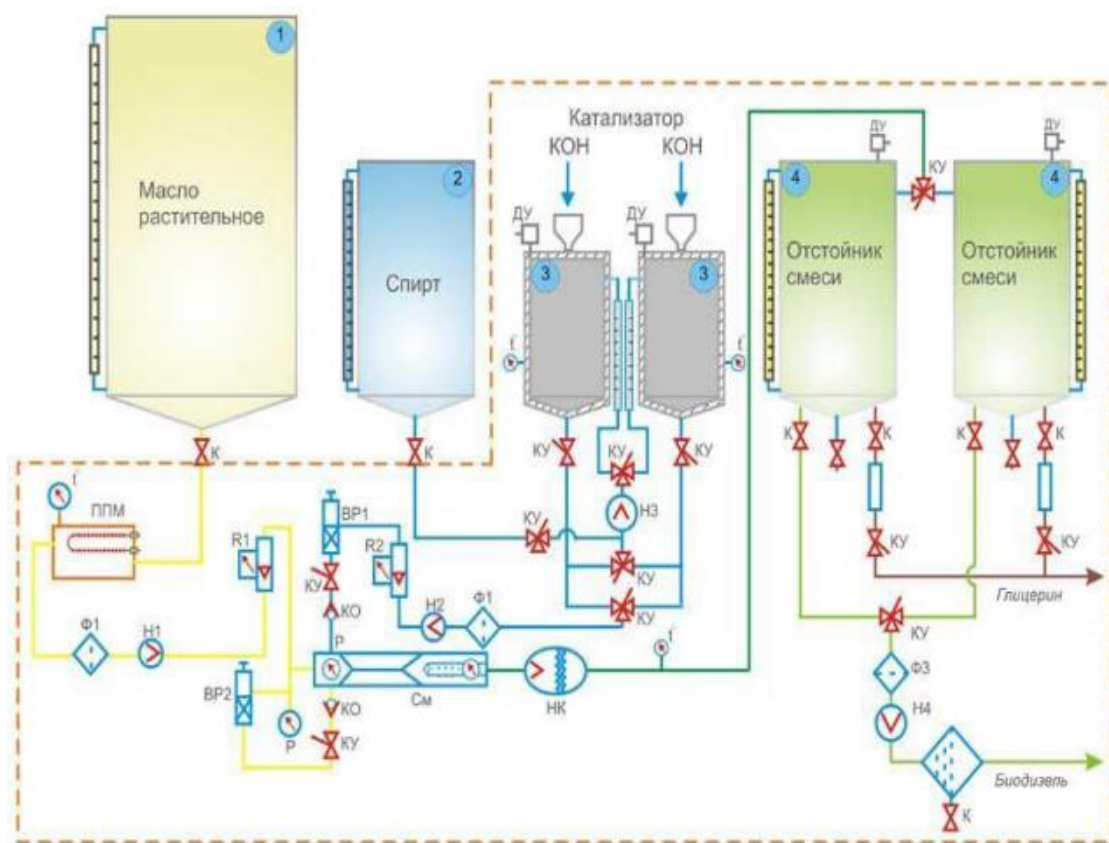 1
Масло
растительное
2
Спирт
Катализатор
КОН КОН
ДУ
ДУ
3
3
ДУ
ДУ
КУ
4
4
Отстойник
смеси
Отстойник
смеси
К
К
t
t
КУ
КУ
КУ
К
К
К
К
t
ППМ
R1
ВР1
R2
КУ
Н3
КУ
КУ
КУ
КУ
Глицерин
КУ
КО
Н2
Ф1
КУ
Ф1
Н1
Р
t
КУ
ВР2
Р
КО
КУ
См
НК
Ф3
Н4
Биодизель
К